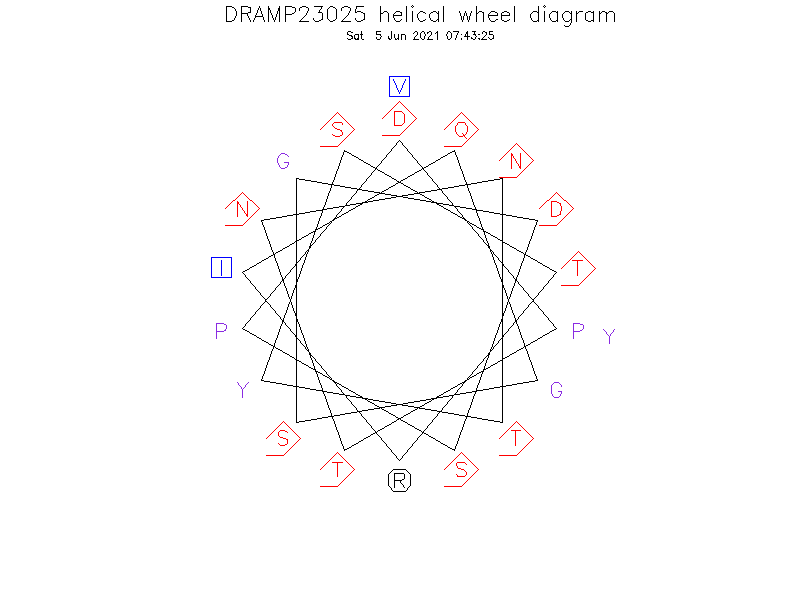 DRAMP23025 helical wheel diagram
Sat 5 Jun 2021 07:43:25
V
S D Q
G N
N D
I T
P P Y
Y G
S T
T R S